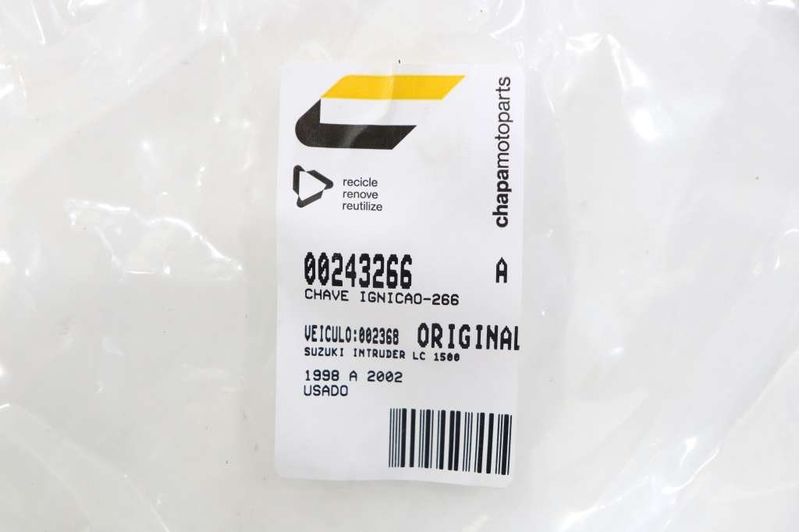 chapamotoparts
recicle
renove
reutilize
00243266 A
CHAVE IGNICAO-266
VEICULO:002368 ORIGINAL
SUZUKI INTRUDER LC 1500
1998 A 2002
USADO